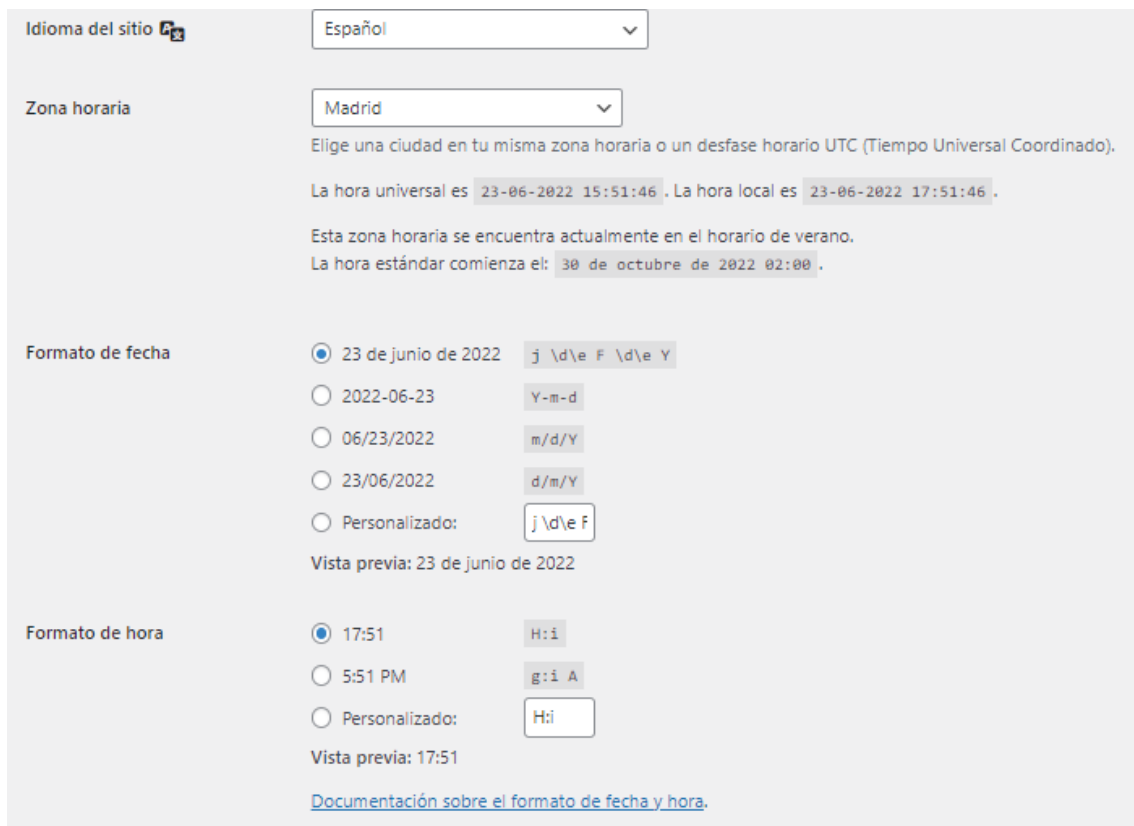 Idioma del sitio
Español
Zona horaria
Madrid
Elige una ciudad en tu misma zona horaria o un desfase horario UTC (Tiempo Universal Coordinado).
La hora universal es 23-06-2022 15:51:46 . La hora local es 23-06-2022 17:51:46 .
Esta zona horaria se encuentra actualmente en el horario de verano.
La hora estándar comienza el: 30 de octubre de 2022 02:00 .
Formato de fecha
23 de junio de 2022 j \d\e F \d\e Y
2022-06-23 Y-m-d
06/23/2022 m/d/Y
23/06/2022 d/m/Y
Personalizado: j \d\e F
Vista previa: 23 de junio de 2022
Formato de hora
17:51 H:i
5:51 PM g:i A
Personalizado: H:i
Vista previa: 17:51
Documentación sobre el formato de fecha y hora.